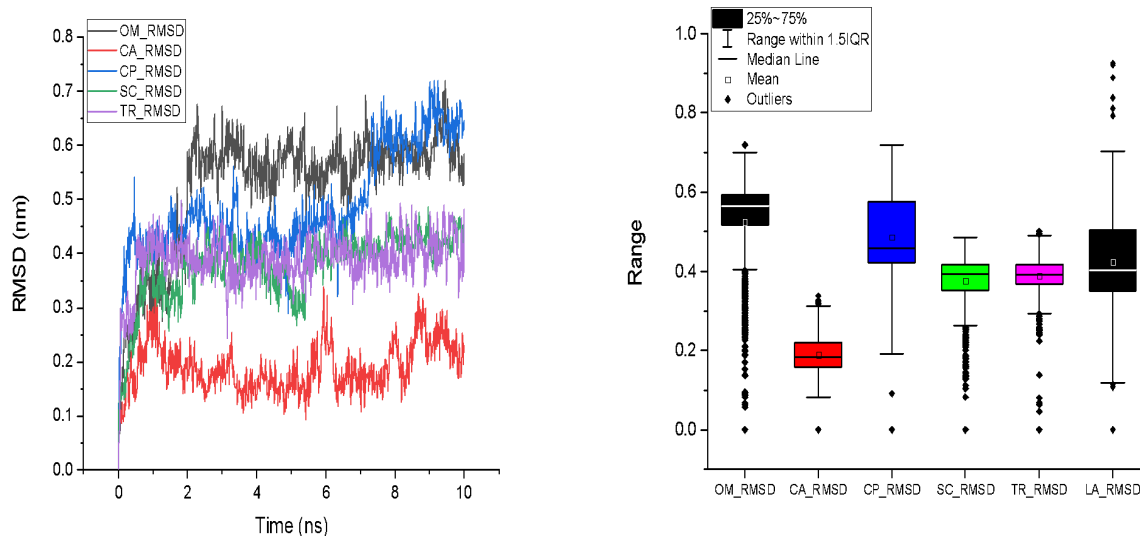 OM_RMSD
CA_RMSD
CP_RMSD
SC_RMSD
TR_RMSD
0.8
0.7
0.6
0.5
0.4
0.3
0.2
0.1
0.0
RMSD (nm)
0 2 4 6 8 10
Time (ns)
25%~75%
Range within 1.5IQR
Median Line
Mean
Outliers
1.0
0.8
0.6
0.4
0.2
0.0
Range
OM_RMSD CA_RMSD CP_RMSD SC_RMSD TR_RMSD LA_RMSD